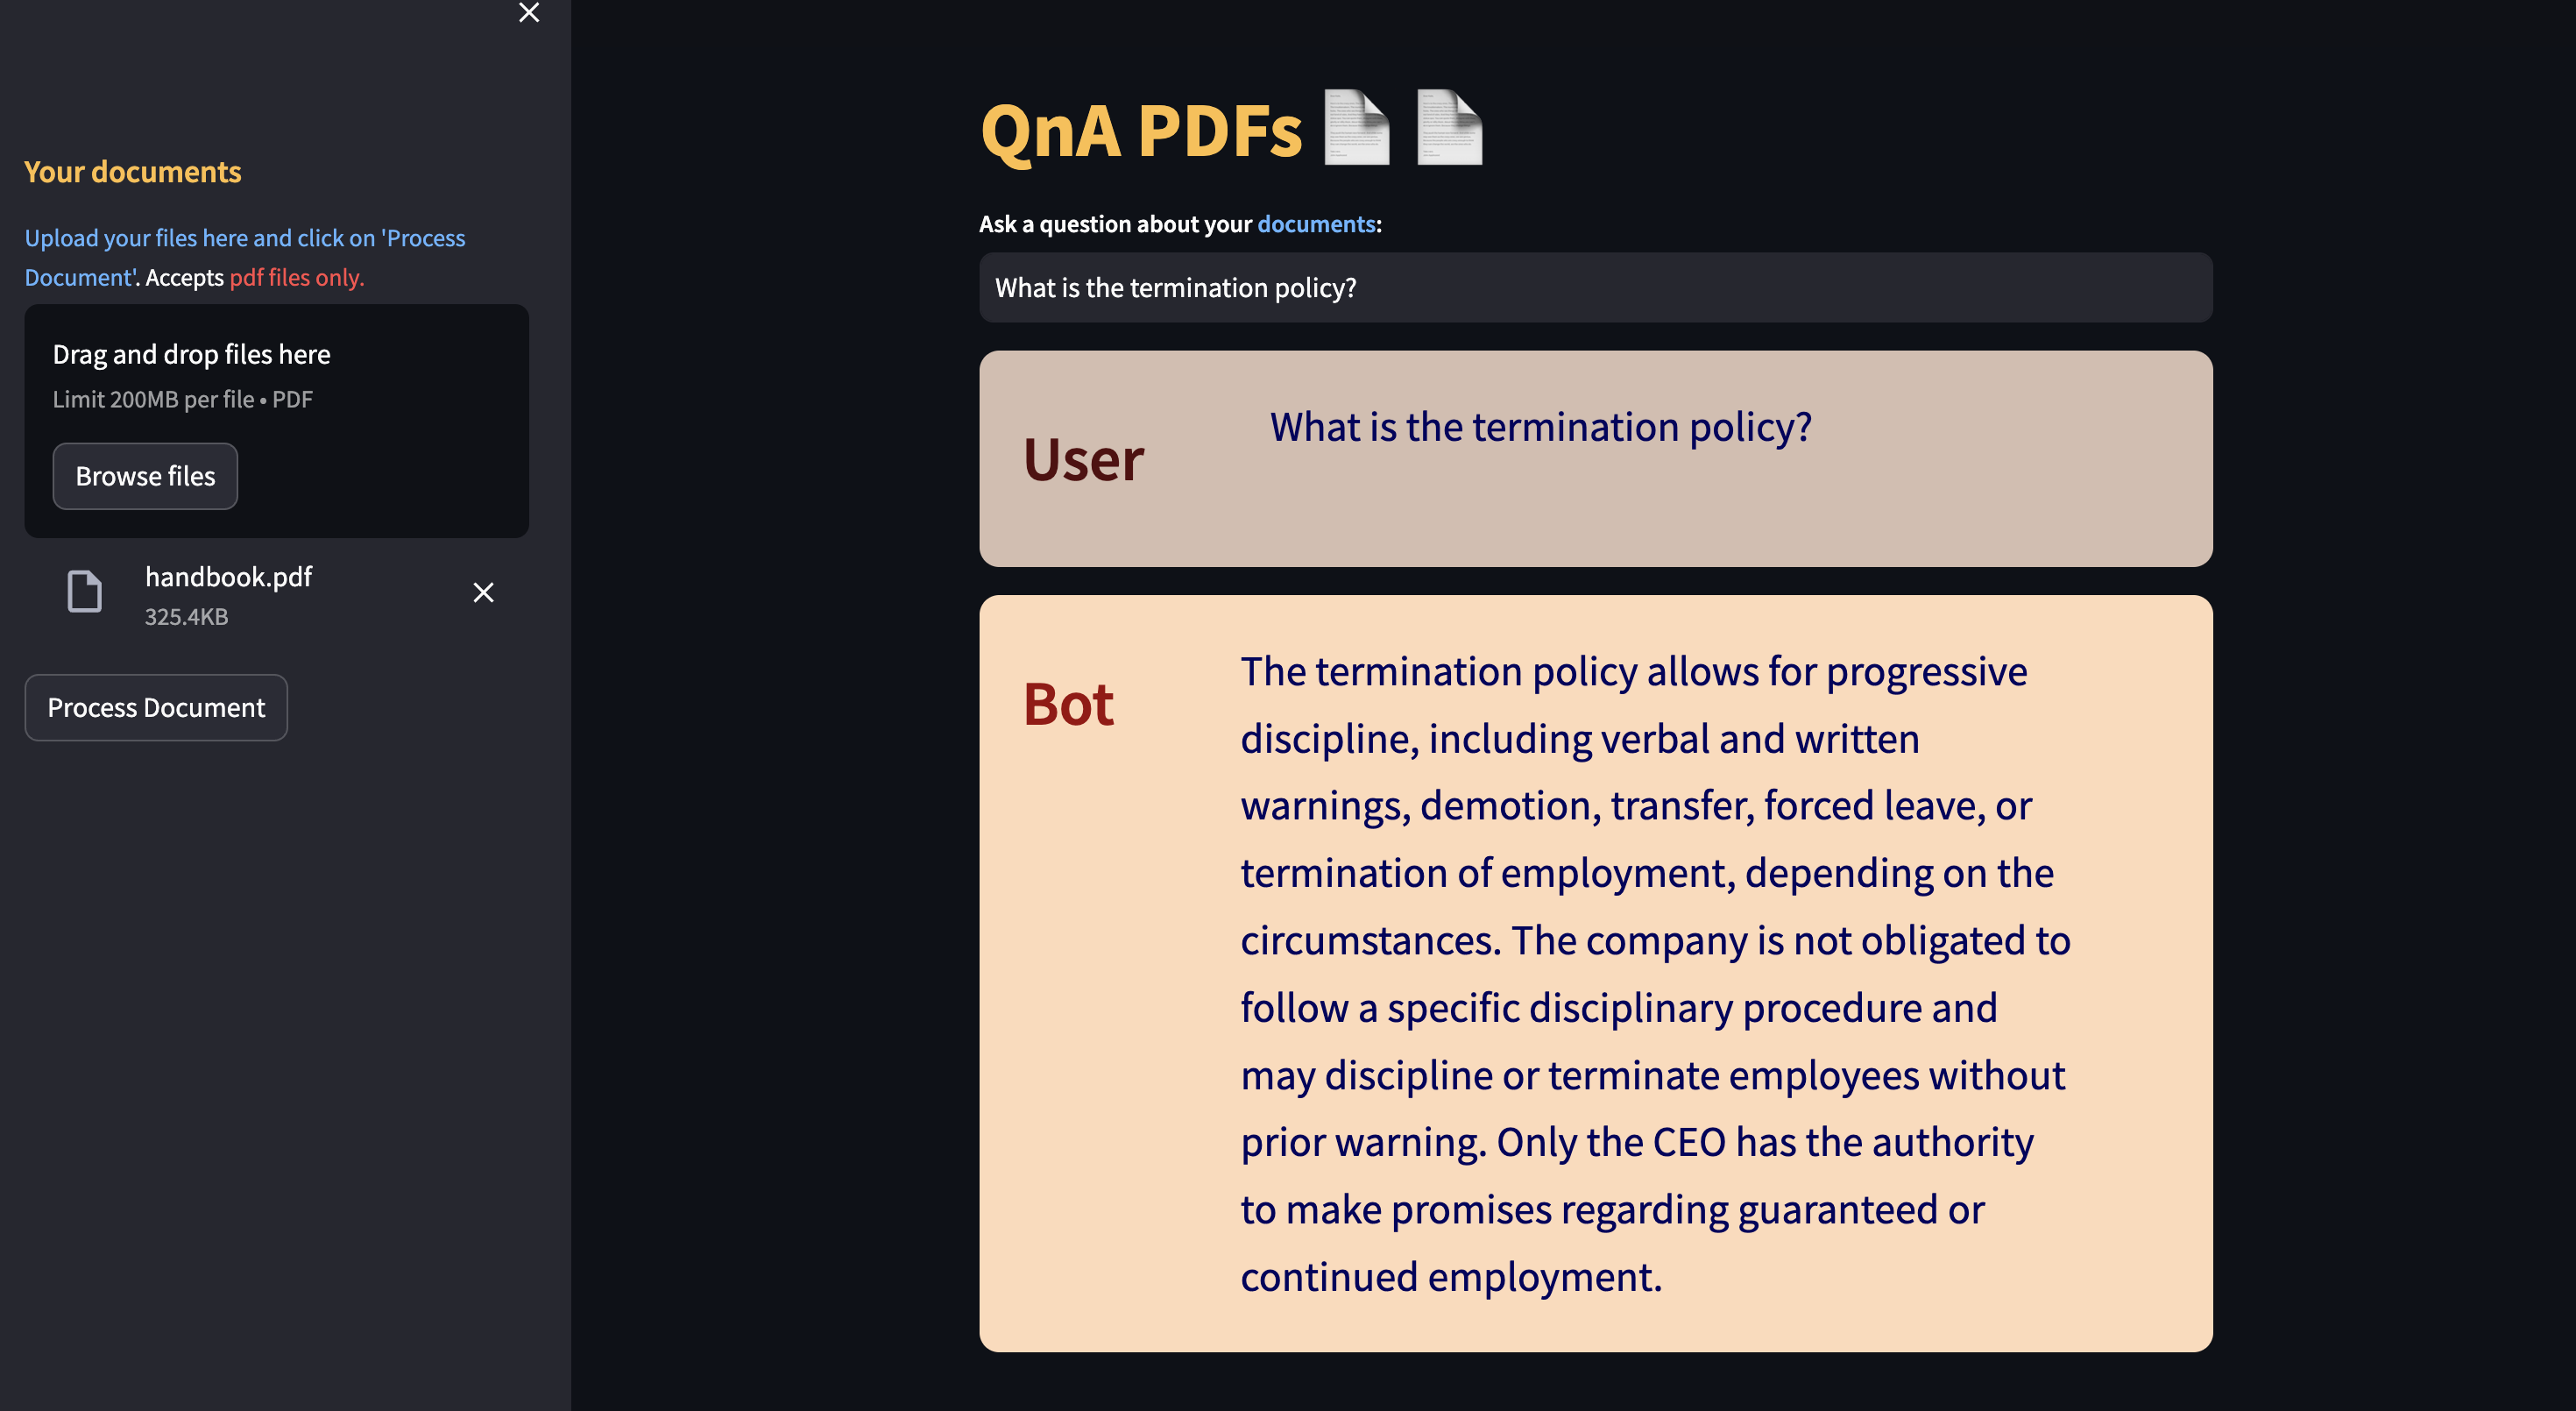 Your documents
Upload your files here and click on 'Process
Document'. Accepts pdf files only.
Drag and drop files here
Limit 200MB per file • PDF
Browse files
handbook.pdf
325.4KB
Process Document
QnA PDFs
Ask a question about your documents:
What is the termination policy?
User
What is the termination policy?
Bot
The termination policy allows for progressive
discipline, including verbal and written
warnings, demotion, transfer, forced leave, or
termination of employment, depending on the
circumstances. The company is not obligated to
follow a specific disciplinary procedure and
may discipline or terminate employees without
prior warning. Only the CEO has the authority
to make promises regarding guaranteed or
continued employment.